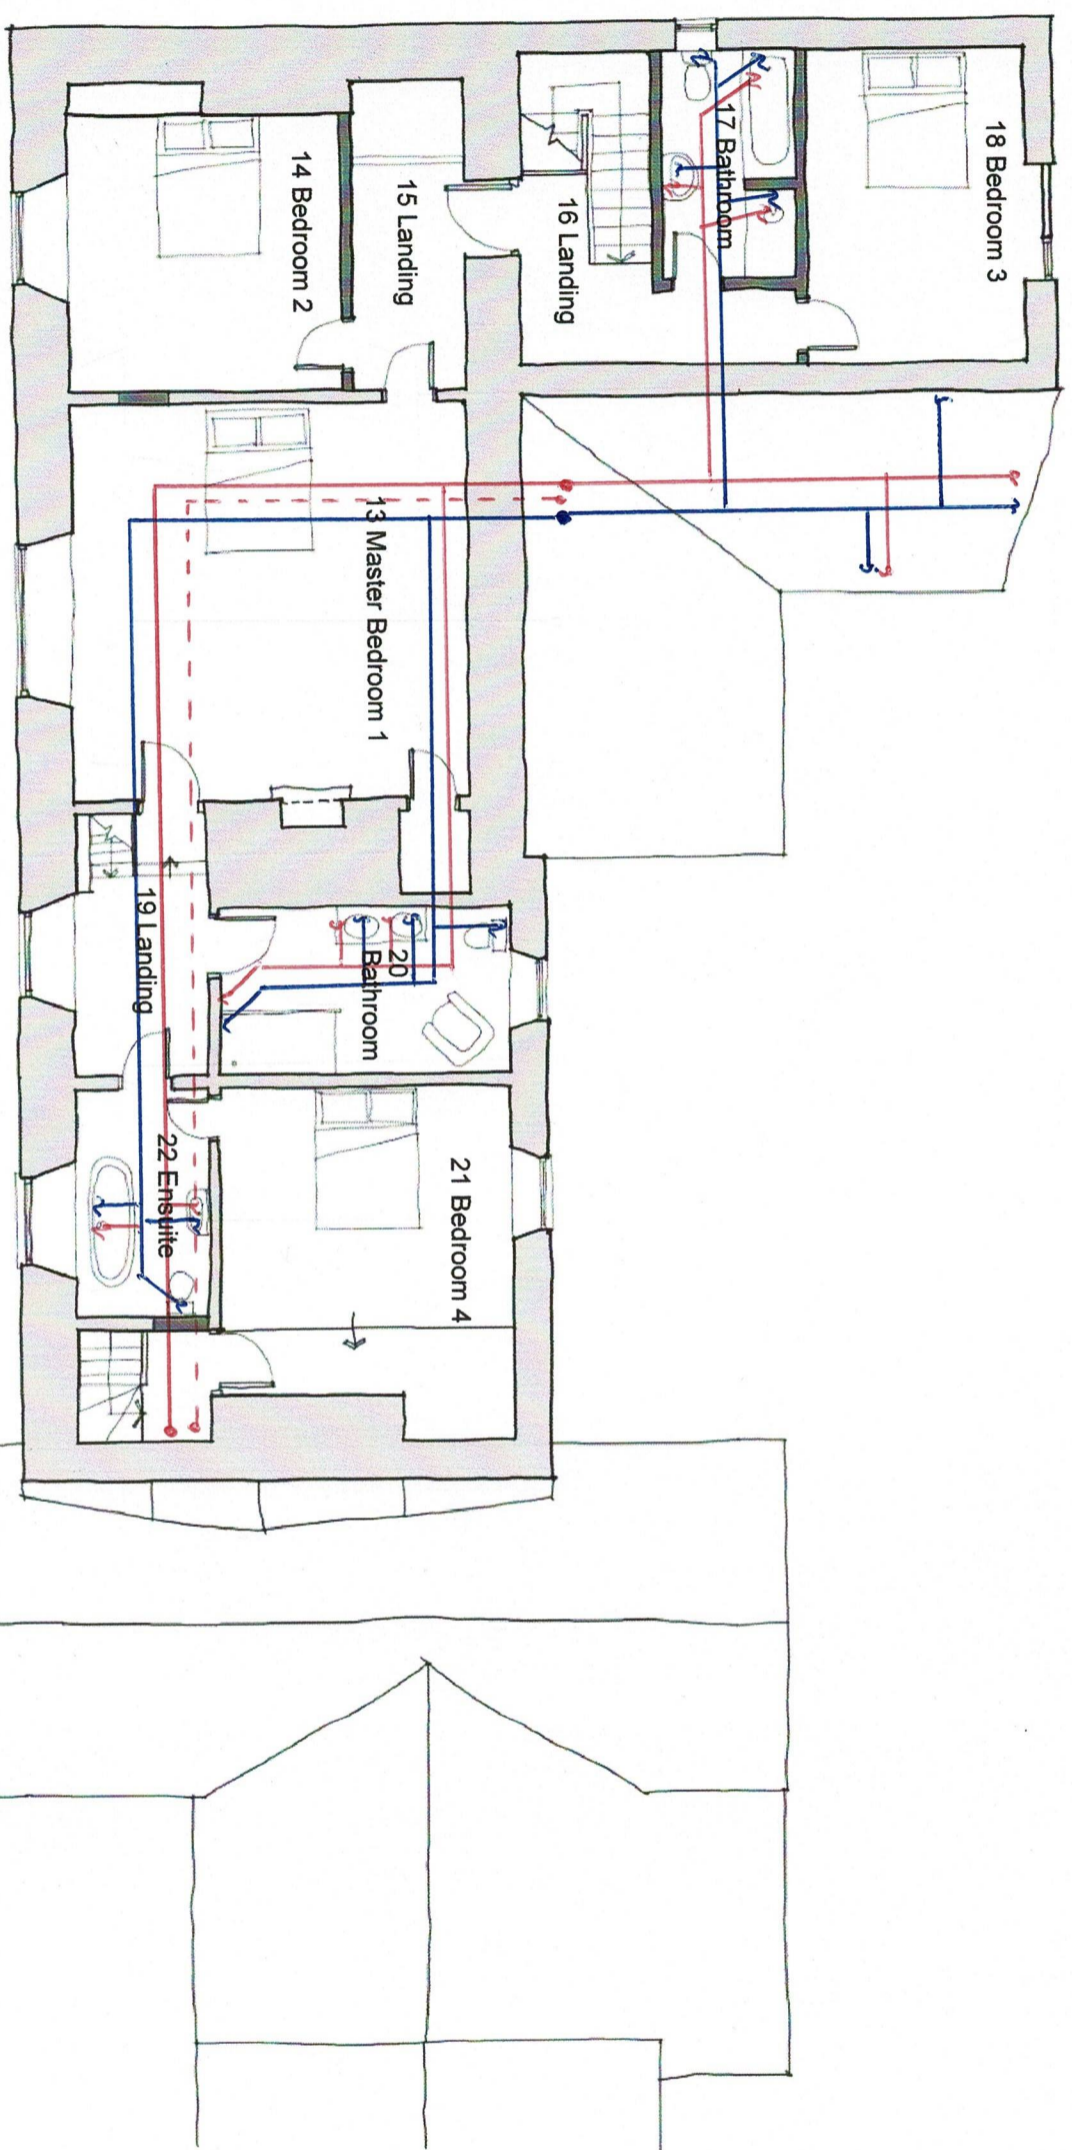 18 Bedroom 3
17 Bathroom
16 Landing
15 Landing
14 Bedroom 2
13 Master Bedroom 1
20
Bathroom
19 Landing
21 Bedroom 4
22 Ensuite